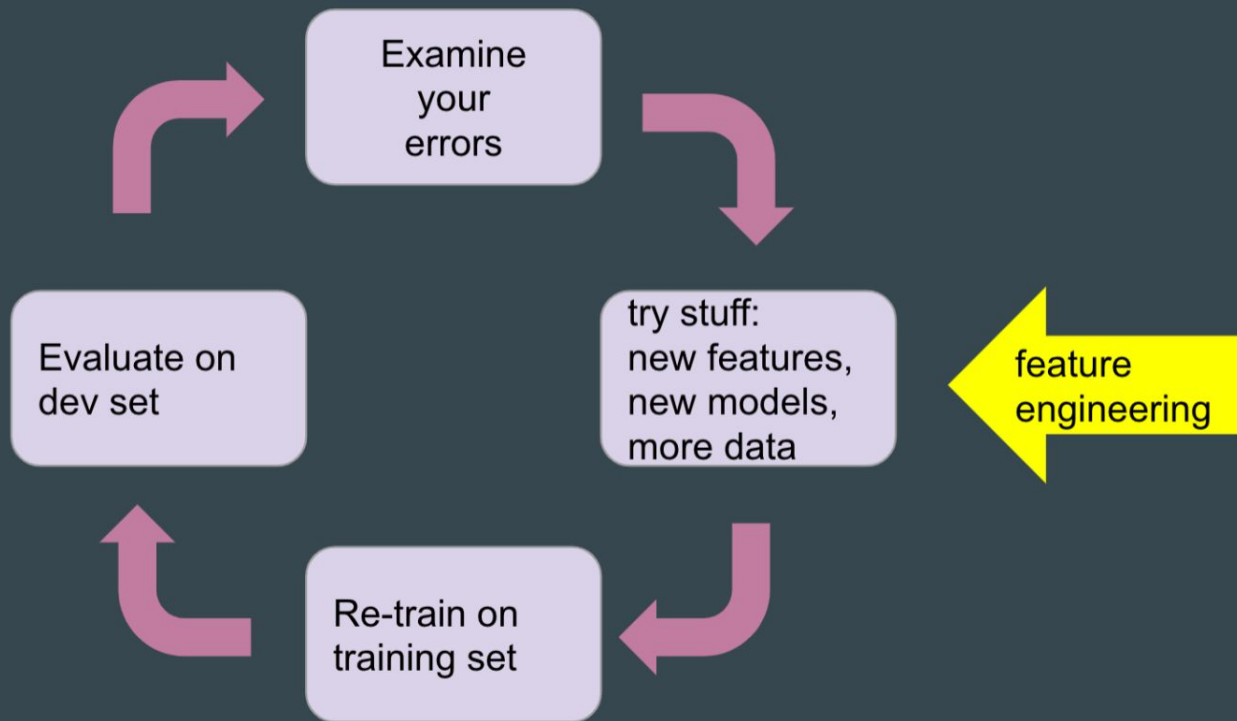 Examine
your
errors
try stuff:
new features,
new models,
more data
feature
engineering
Re-train on
training set
Evaluate on
dev set